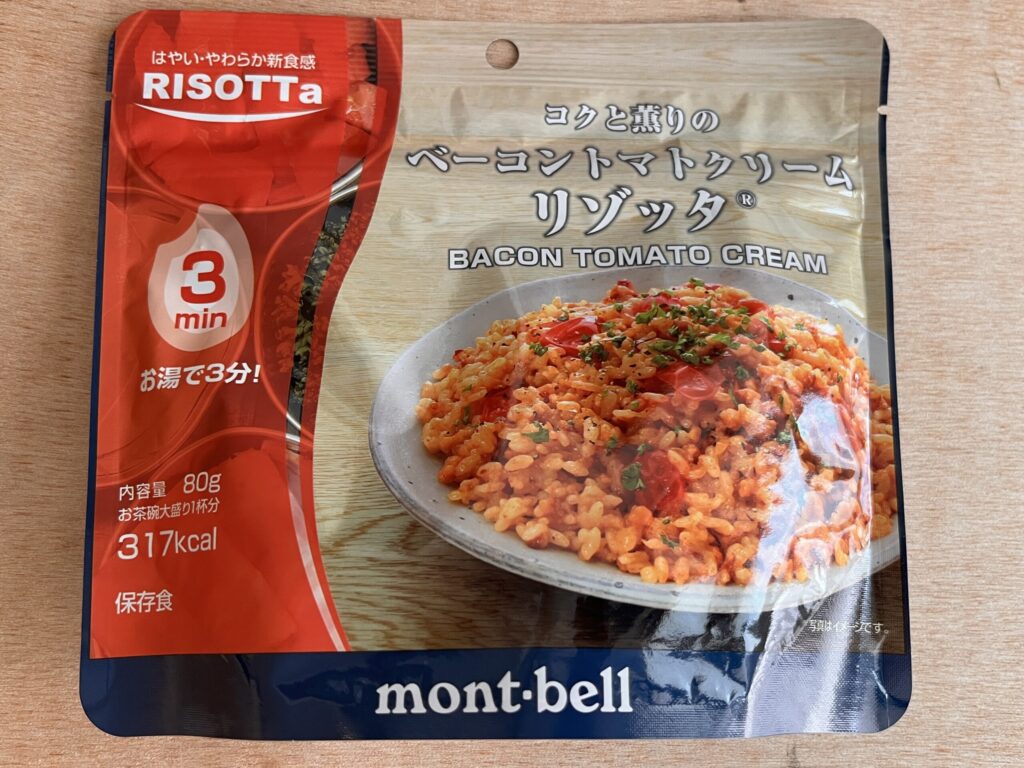 はやい・やわらか新食感
RISOTTa
コクと薫りの
ベーコントマトクリーム
リゾッタ®
BACON TOMATO CREAM
3
min
お湯で3分!
内容量 80g
お茶碗大盛り1杯分
317kcal
保存食
写真はイメージです。
mont·bell